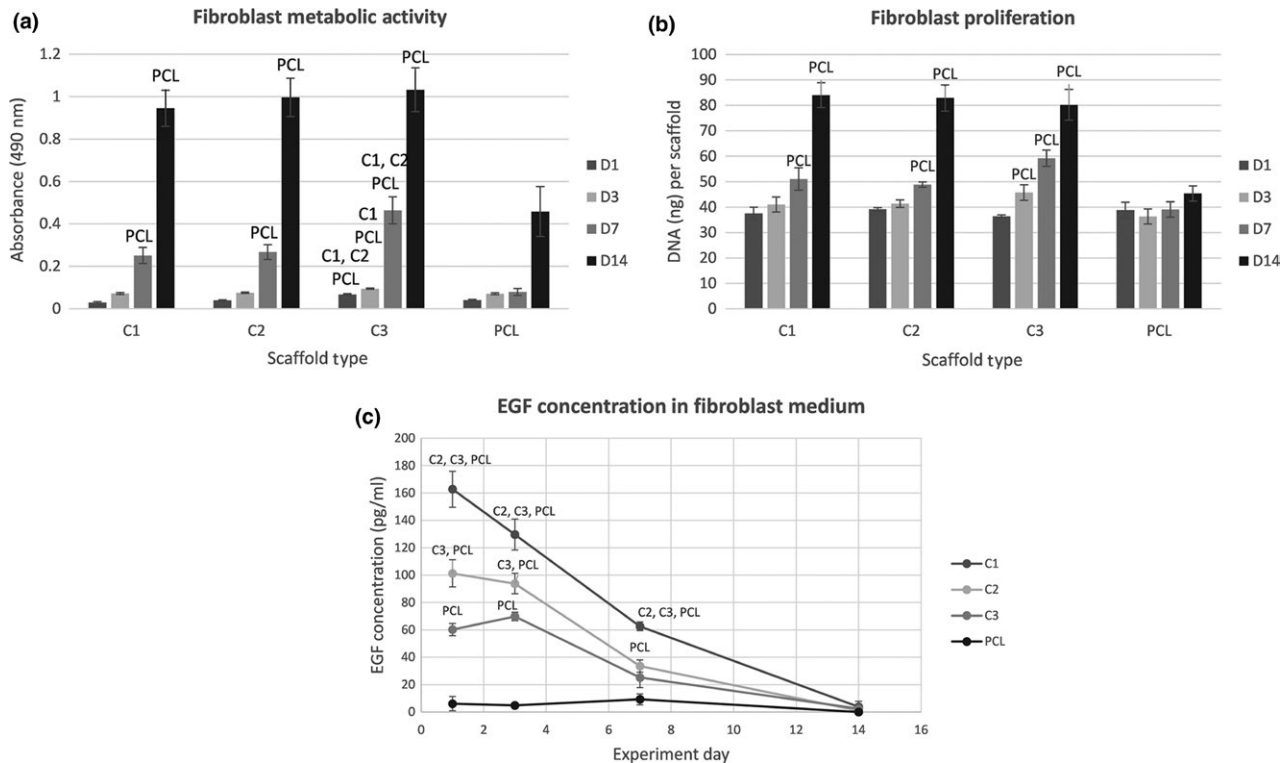 (a)
Fibroblast metabolic activity
Absorbance (490 nm)
1.2
1
0.8
0.6
0.4
0.2
0
PCL
PCL
PCL
PCL
PCL
C1, C2
PCL
C1
PCL
C1, C2
PCL
C1
C2
C3
PCL
Scaffold type
D1
D3
D7
D14
(b)
Fibroblast proliferation
DNA (ng) per scaffold
100
90
80
70
60
50
40
30
20
10
0
PCL
PCL
PCL
PCL
PCL
PCL
PCL
C1
C2
C3
PCL
Scaffold type
D1
D3
D7
D14
(c)
EGF concentration in fibroblast medium
EGF concentration (pg/ml)
200
180
160
140
120
100
80
60
40
20
0
C2, C3, PCL
C2, C3, PCL
C3, PCL
C3, PCL
PCL
PCL
C2, C3, PCL
PCL
0 2 4 6 8 10 12 14 16
Experiment day
C1
C2
C3
PCL